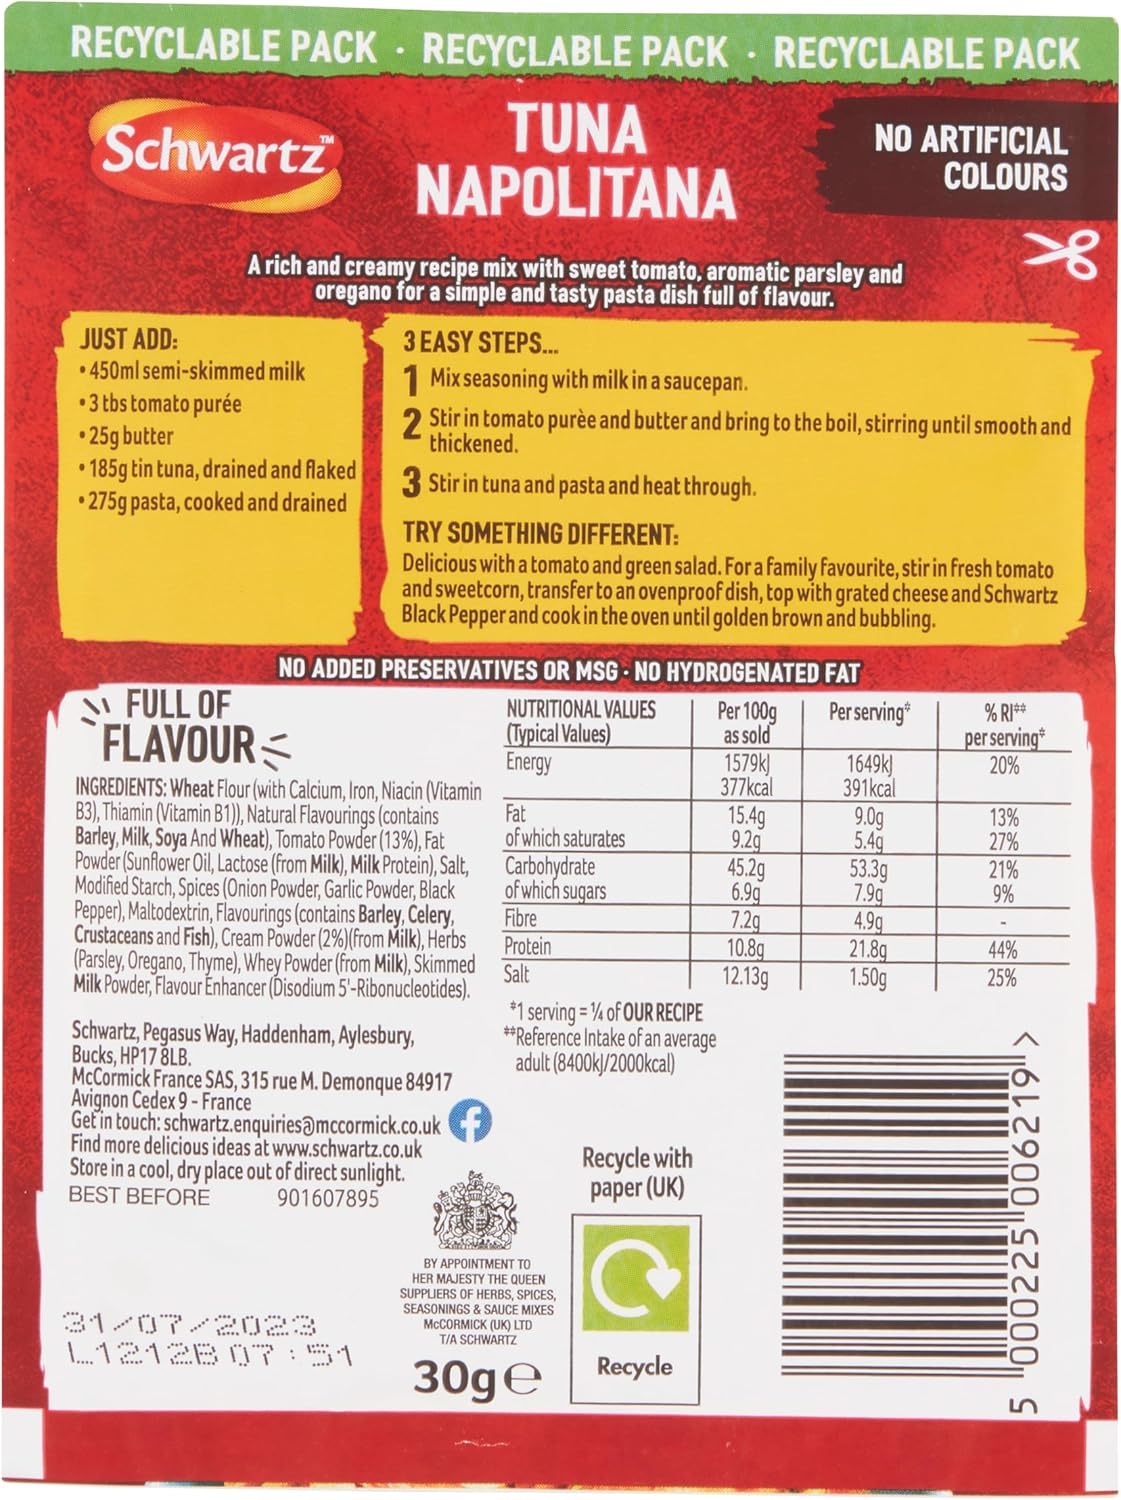 RECYCLABLE PACK · RECYCLABLE PACK · RECYCLABLE PACK
Schwartz™
TUNA
NAPOLITANA
NO ARTIFICIAL
COLOURS
A rich and creamy recipe mix with sweet tomato, aromatic parsley and
oregano for a simple and tasty pasta dish full of flavour.
JUST ADD:
• 450ml semi-skimmed milk
• 3 tbs tomato purée
• 25g butter
• 185g tin tuna, drained and flaked
• 275g pasta, cooked and drained
3 EASY STEPS...
1 Mix seasoning with milk in a saucepan.
2 Stir in tomato purèe and butter and bring to the boil, stirring until smooth and
thickened.
3 Stir in tuna and pasta and heat through.
TRY SOMETHING DIFFERENT:
Delicious with a tomato and green salad. For a family favourite, stir in fresh tomato
and sweetcorn, transfer to an ovenproof dish, top with grated cheese and Schwartz
Black Pepper and cook in the oven until golden brown and bubbling.
NO ADDED PRESERVATIVES OR MSG · NO HYDROGENATED FAT
FULL OF
FLAVOUR
INGREDIENTS: Wheat Flour (with Calcium, Iron, Niacin (Vitamin
B3), Thiamin (Vitamin B1)), Natural Flavourings (contains
Barley, Milk, Soya And Wheat), Tomato Powder (13%), Fat
Powder (Sunflower Oil, Lactose (from Milk), Milk Protein), Salt,
Modified Starch, Spices (Onion Powder, Garlic Powder, Black
Pepper), Maltodextrin, Flavourings (contains Barley, Celery,
Crustaceans and Fish), Cream Powder (2%)(from Milk), Herbs
(Parsley, Oregano, Thyme), Whey Powder (from Milk), Skimmed
Milk Powder, Flavour Enhancer (Disodium 5'-Ribonucleotides).
NUTRITIONAL VALUES Per 100g Per serving* % RI**
(Typical Values) as sold per serving*
Energy 1579kJ 1649kJ 20%
377kcal 391kcal
Fat 15.4g 9.0g 13%
of which saturates 9.2g 5.4g 27%
Carbohydrate 45.2g 53.3g 21%
of which sugars 6.9g 7.9g 9%
Fibre 7.2g 4.9g -
Protein 10.8g 21.8g 44%
Salt 12.13g 1.50g 25%
*1 serving = ¼ of OUR RECIPE
**Reference Intake of an average
adult (8400kJ/2000kcal)
Schwartz, Pegasus Way, Haddenham, Aylesbury,
Bucks, HP17 8LB.
McCormick France SAS, 315 rue M. Demonque 84917
Avignon Cedex 9 - France
Get in touch: schwartz.enquiries@mccormick.co.uk
Find more delicious ideas at www.schwartz.co.uk
Store in a cool, dry place out of direct sunlight.
BEST BEFORE 901607895
31/07/2023
L1212B 07:51
BY APPOINTMENT TO
HER MAJESTY THE QUEEN
SUPPLIERS OF HERBS, SPICES,
SEASONINGS & SAUCE MIXES
McCORMICK (UK) LTD
T/A SCHWARTZ
30g℮
Recycle with
paper (UK)
Recycle
5 000225 006219 >